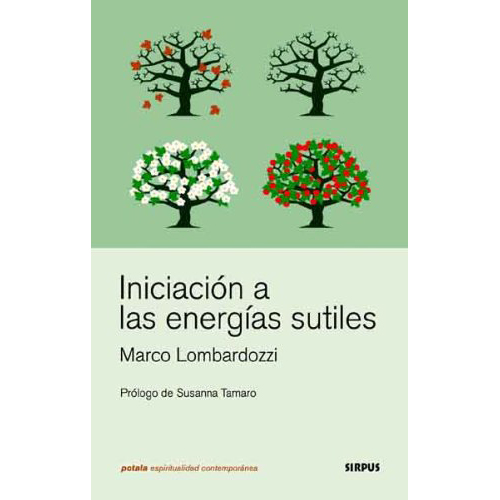 Iniciación a
las energías sutiles
Marco Lombardozzi
Prólogo de Susanna Tamaro
potala espiritualidad contemporánea
SIRPUS